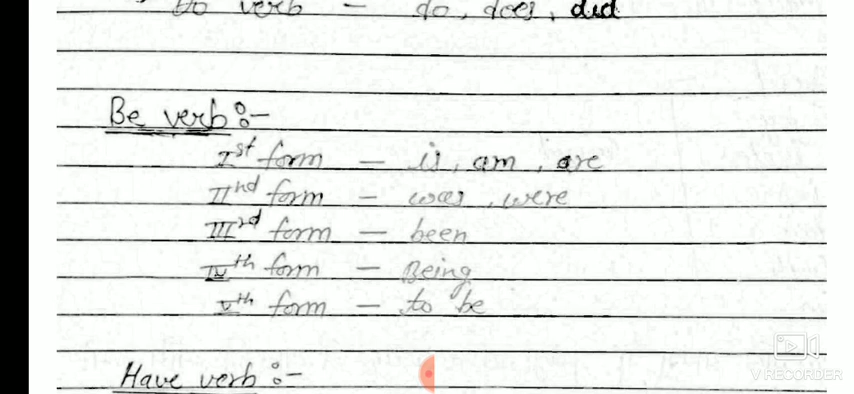 Do verb - do, does, did
Be verb :-
Ist form - is, am, are
IInd form - was, were
IIIrd form - been
IVth form - Being
Vth form - to be
Have verb :-
V RECORDER